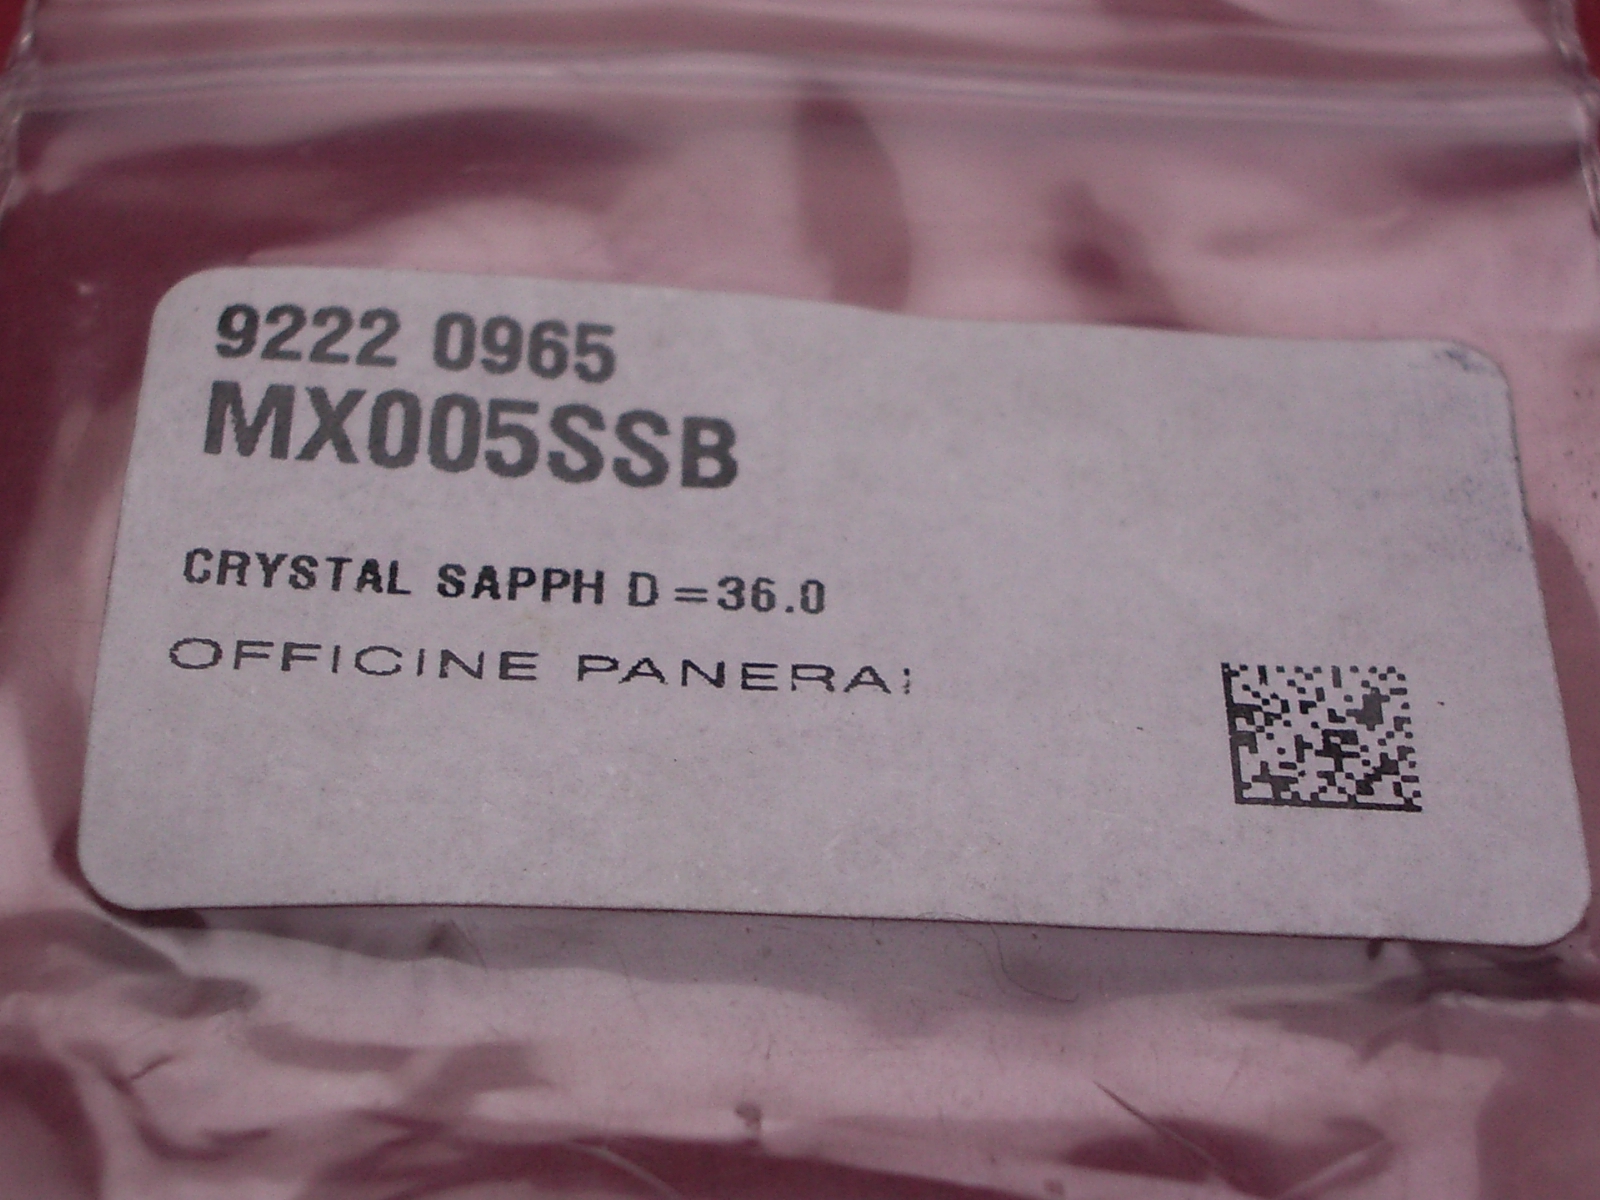 9222 0965
MX005SSB
CRYSTAL SAPPH D=36.0
OFFICINE PANERAI